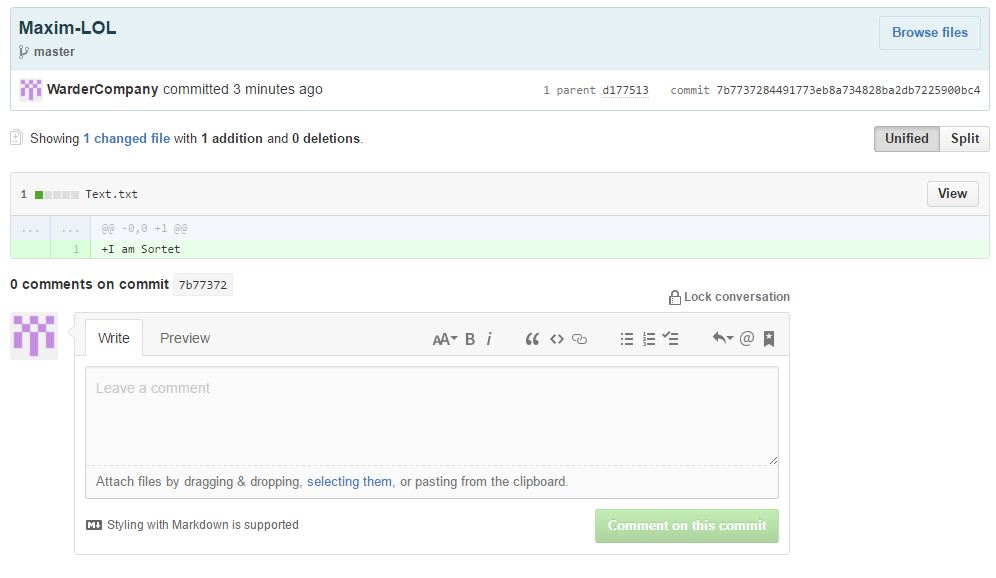 Maxim-LOL
Browse files
master
WarderCompany committed 3 minutes ago
1 parent d177513 commit 7b7737284491773eb8a734828ba2db7225900bc4
Showing 1 changed file with 1 addition and 0 deletions.
Unified Split
1 Text.txt
View
... ... @@ -0,0 +1 @@
1 +I am Sortet
0 comments on commit 7b77372
Lock conversation
Write Preview AA B i @
Leave a comment
Attach files by dragging & dropping, selecting them, or pasting from the clipboard.
Styling with Markdown is supported
Comment on this commit